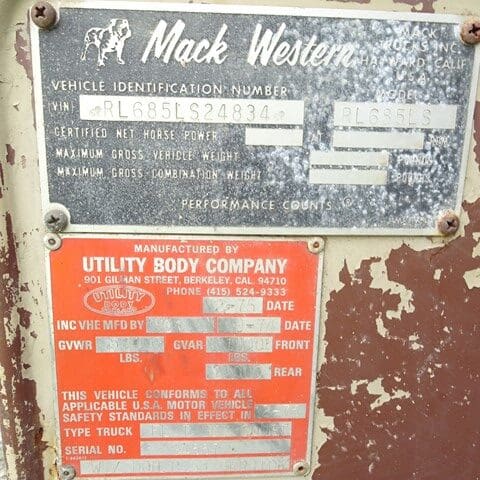 Mack Western
MACK
TRUCKS INC.
HAYWARD CALIF
U.S.A.
VEHICLE IDENTIFICATION NUMBER
MODEL
VIN RL685LS24834 RL685LS
CERTIFIED NET HORSE POWER
MAXIMUM GROSS VEHICLE WEIGHT POUNDS
MAXIMUM GROSS COMBINATION WEIGHT POUNDS
PERFORMANCE COUNTS ®
MANUFACTURED BY
UTILITY BODY COMPANY
901 GILMAN STREET, BERKELEY, CAL. 94710
PHONE (415) 524-9333
UTILITY
BODY
DATE
INC VHE MFD BY DATE
GVWR GVAR FRONT
LBS. LBS.
REAR
THIS VEHICLE CONFORMS TO ALL
APPLICABLE U.S.A. MOTOR VEHICLE
SAFETY STANDARDS IN EFFECT IN
TYPE TRUCK
SERIAL NO.